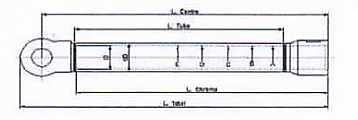 L. Centre
L. Tube
E D C B A
L. Chrome
L. Total